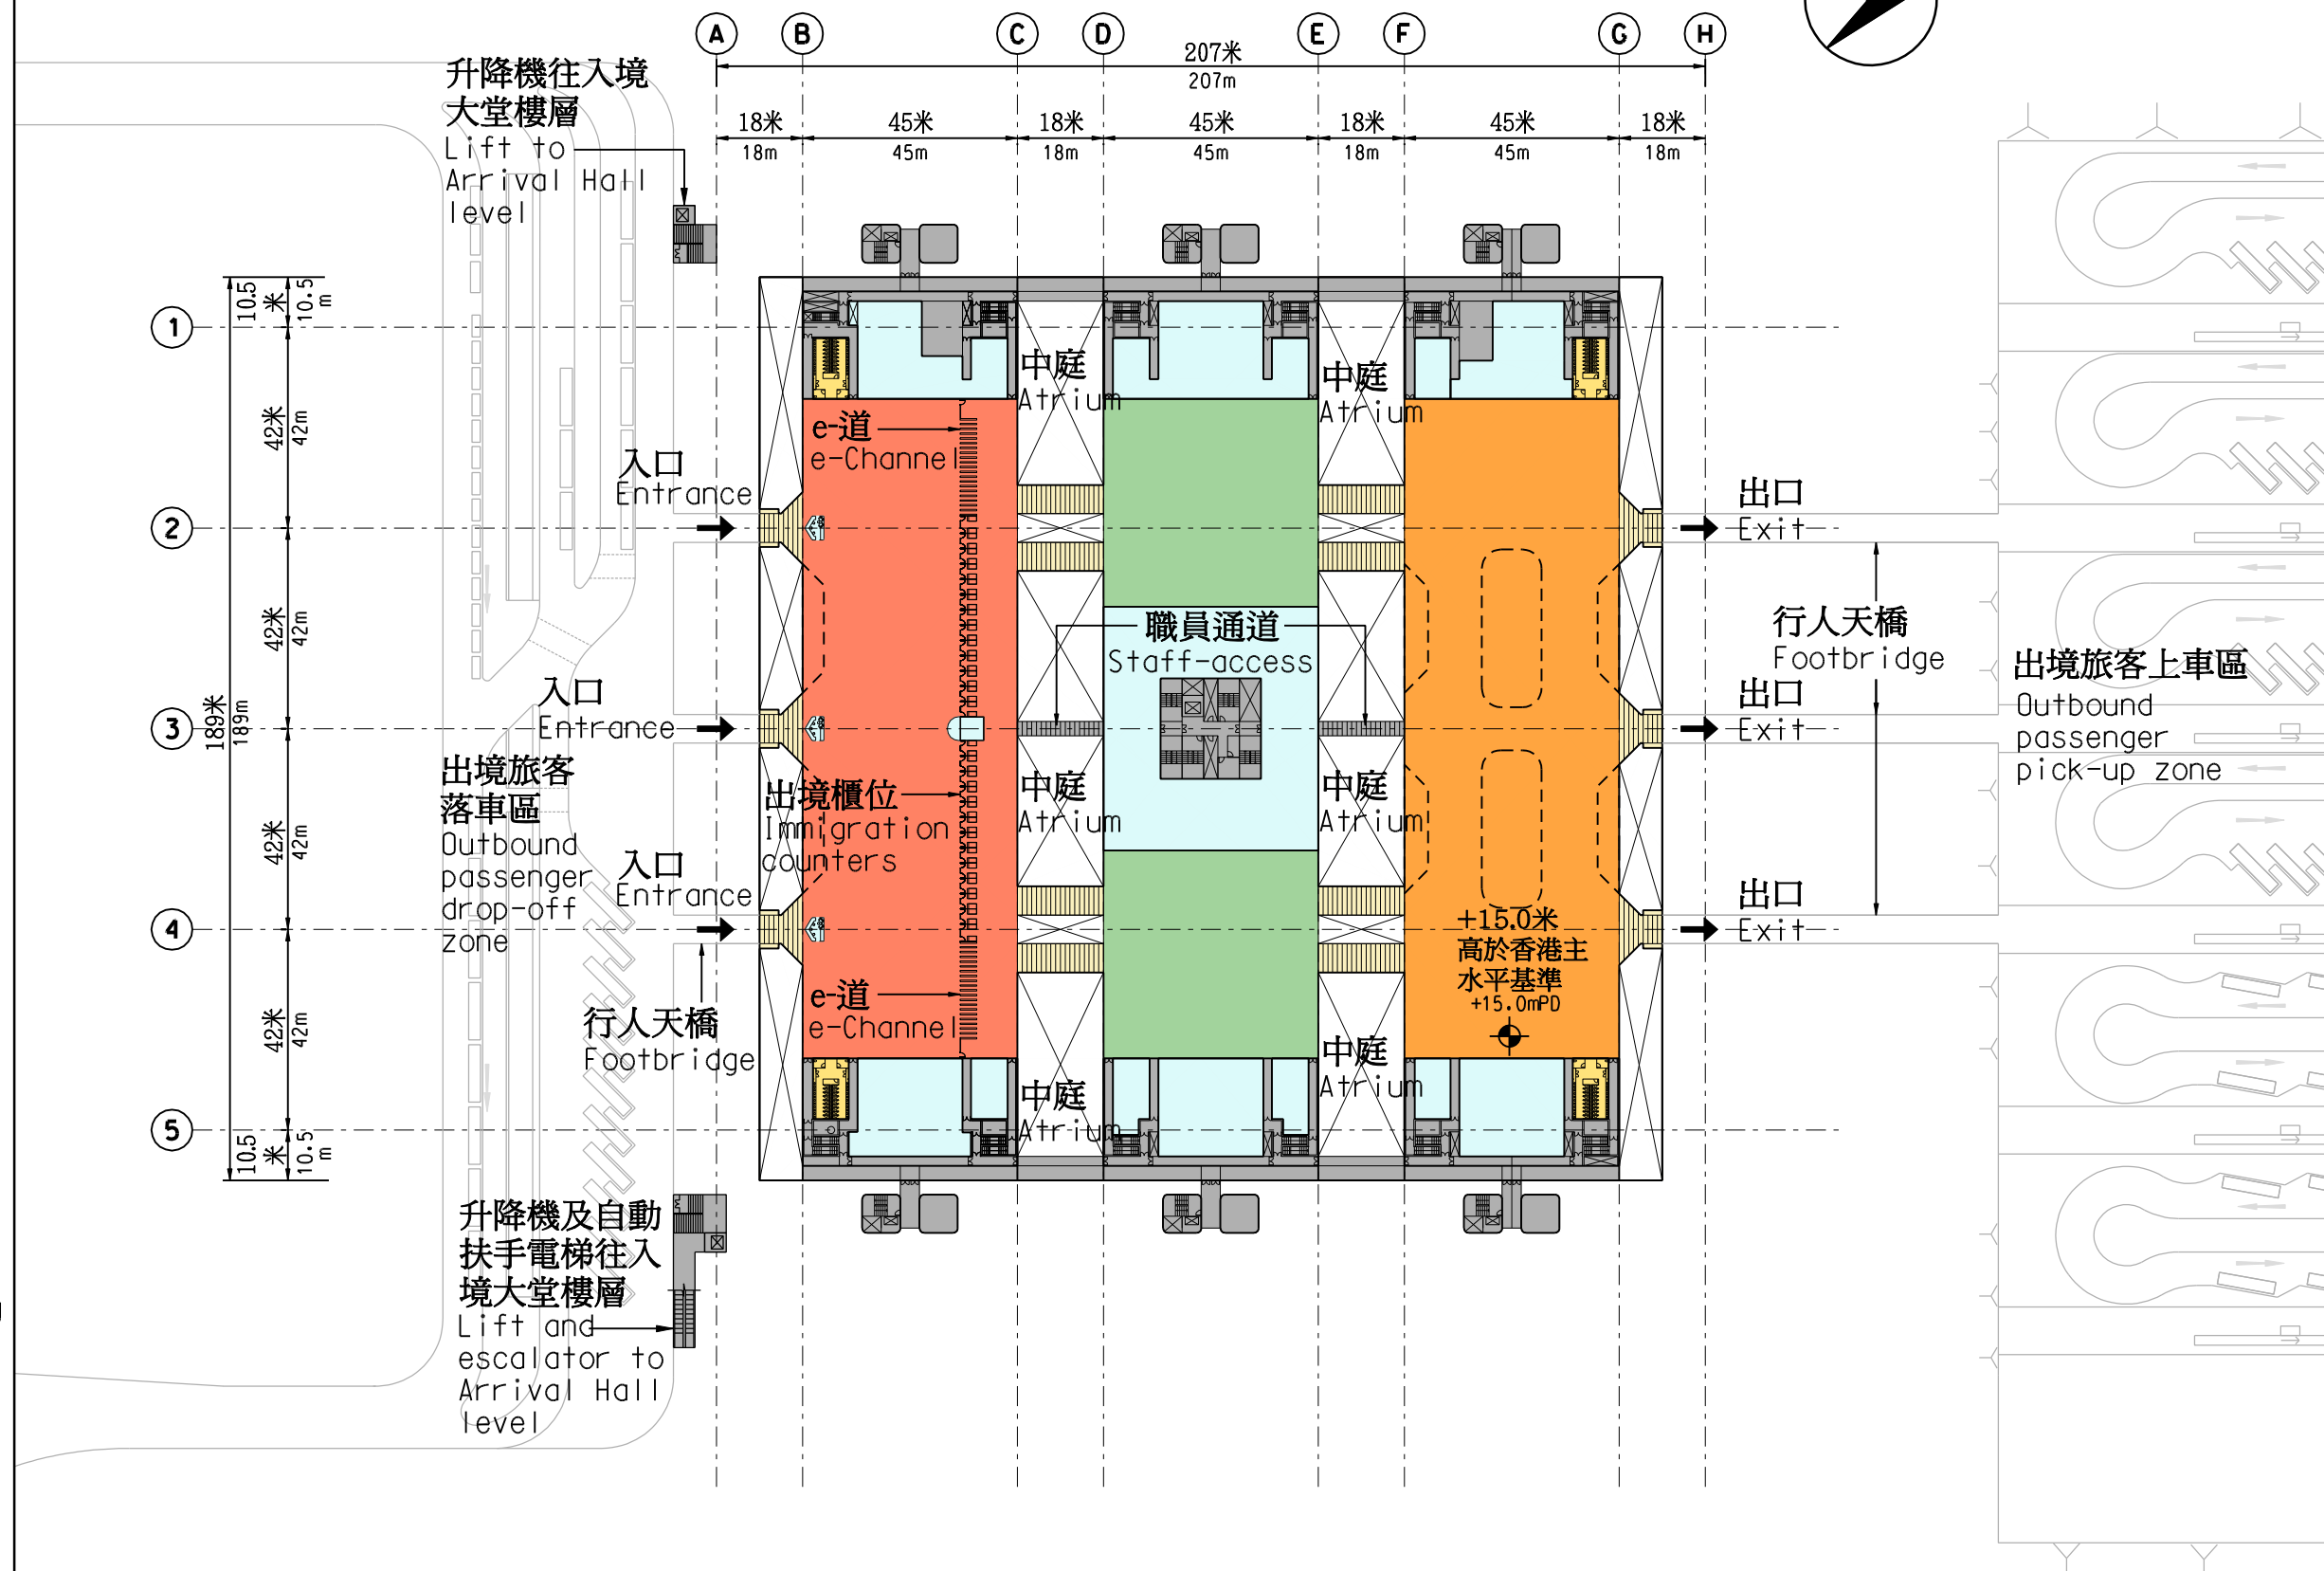 A B C D E F G H
207米
207m
18米 45米 18米 45米 18米 45米 18米
18m 45m 18m 45m 18m 45m 18m
升降機往入境
大堂樓層
Lift to
Arrival Hall
level
10.5
米
10.5
m
1
42米
42m
2
42米
42m
189米
189m
3
42米
42m
4
42米
42m
5
10.5
米
10.5
m
中庭
Atrium
中庭
Atrium
e-道
e-Channel
入口
Entrance
出口
Exit
職員通道
Staff-access
行人天橋
Footbridge
入口
Entrance
出口
Exit
出境旅客上車區
Outbound
passenger
pick-up zone
出境旅客
落車區
Outbound
passenger
drop-off
zone
出境櫃位
Immigration
counters
中庭
Atrium
中庭
Atrium
入口
Entrance
出口
Exit
+15.0米
高於香港主
水平基準
+15.0mPD
e-道
e-Channel
行人天橋
Footbridge
中庭
Atrium
中庭
Atrium
升降機及自動
扶手電梯往入
境大堂樓層
Lift and
escalator to
Arrival Hall
level